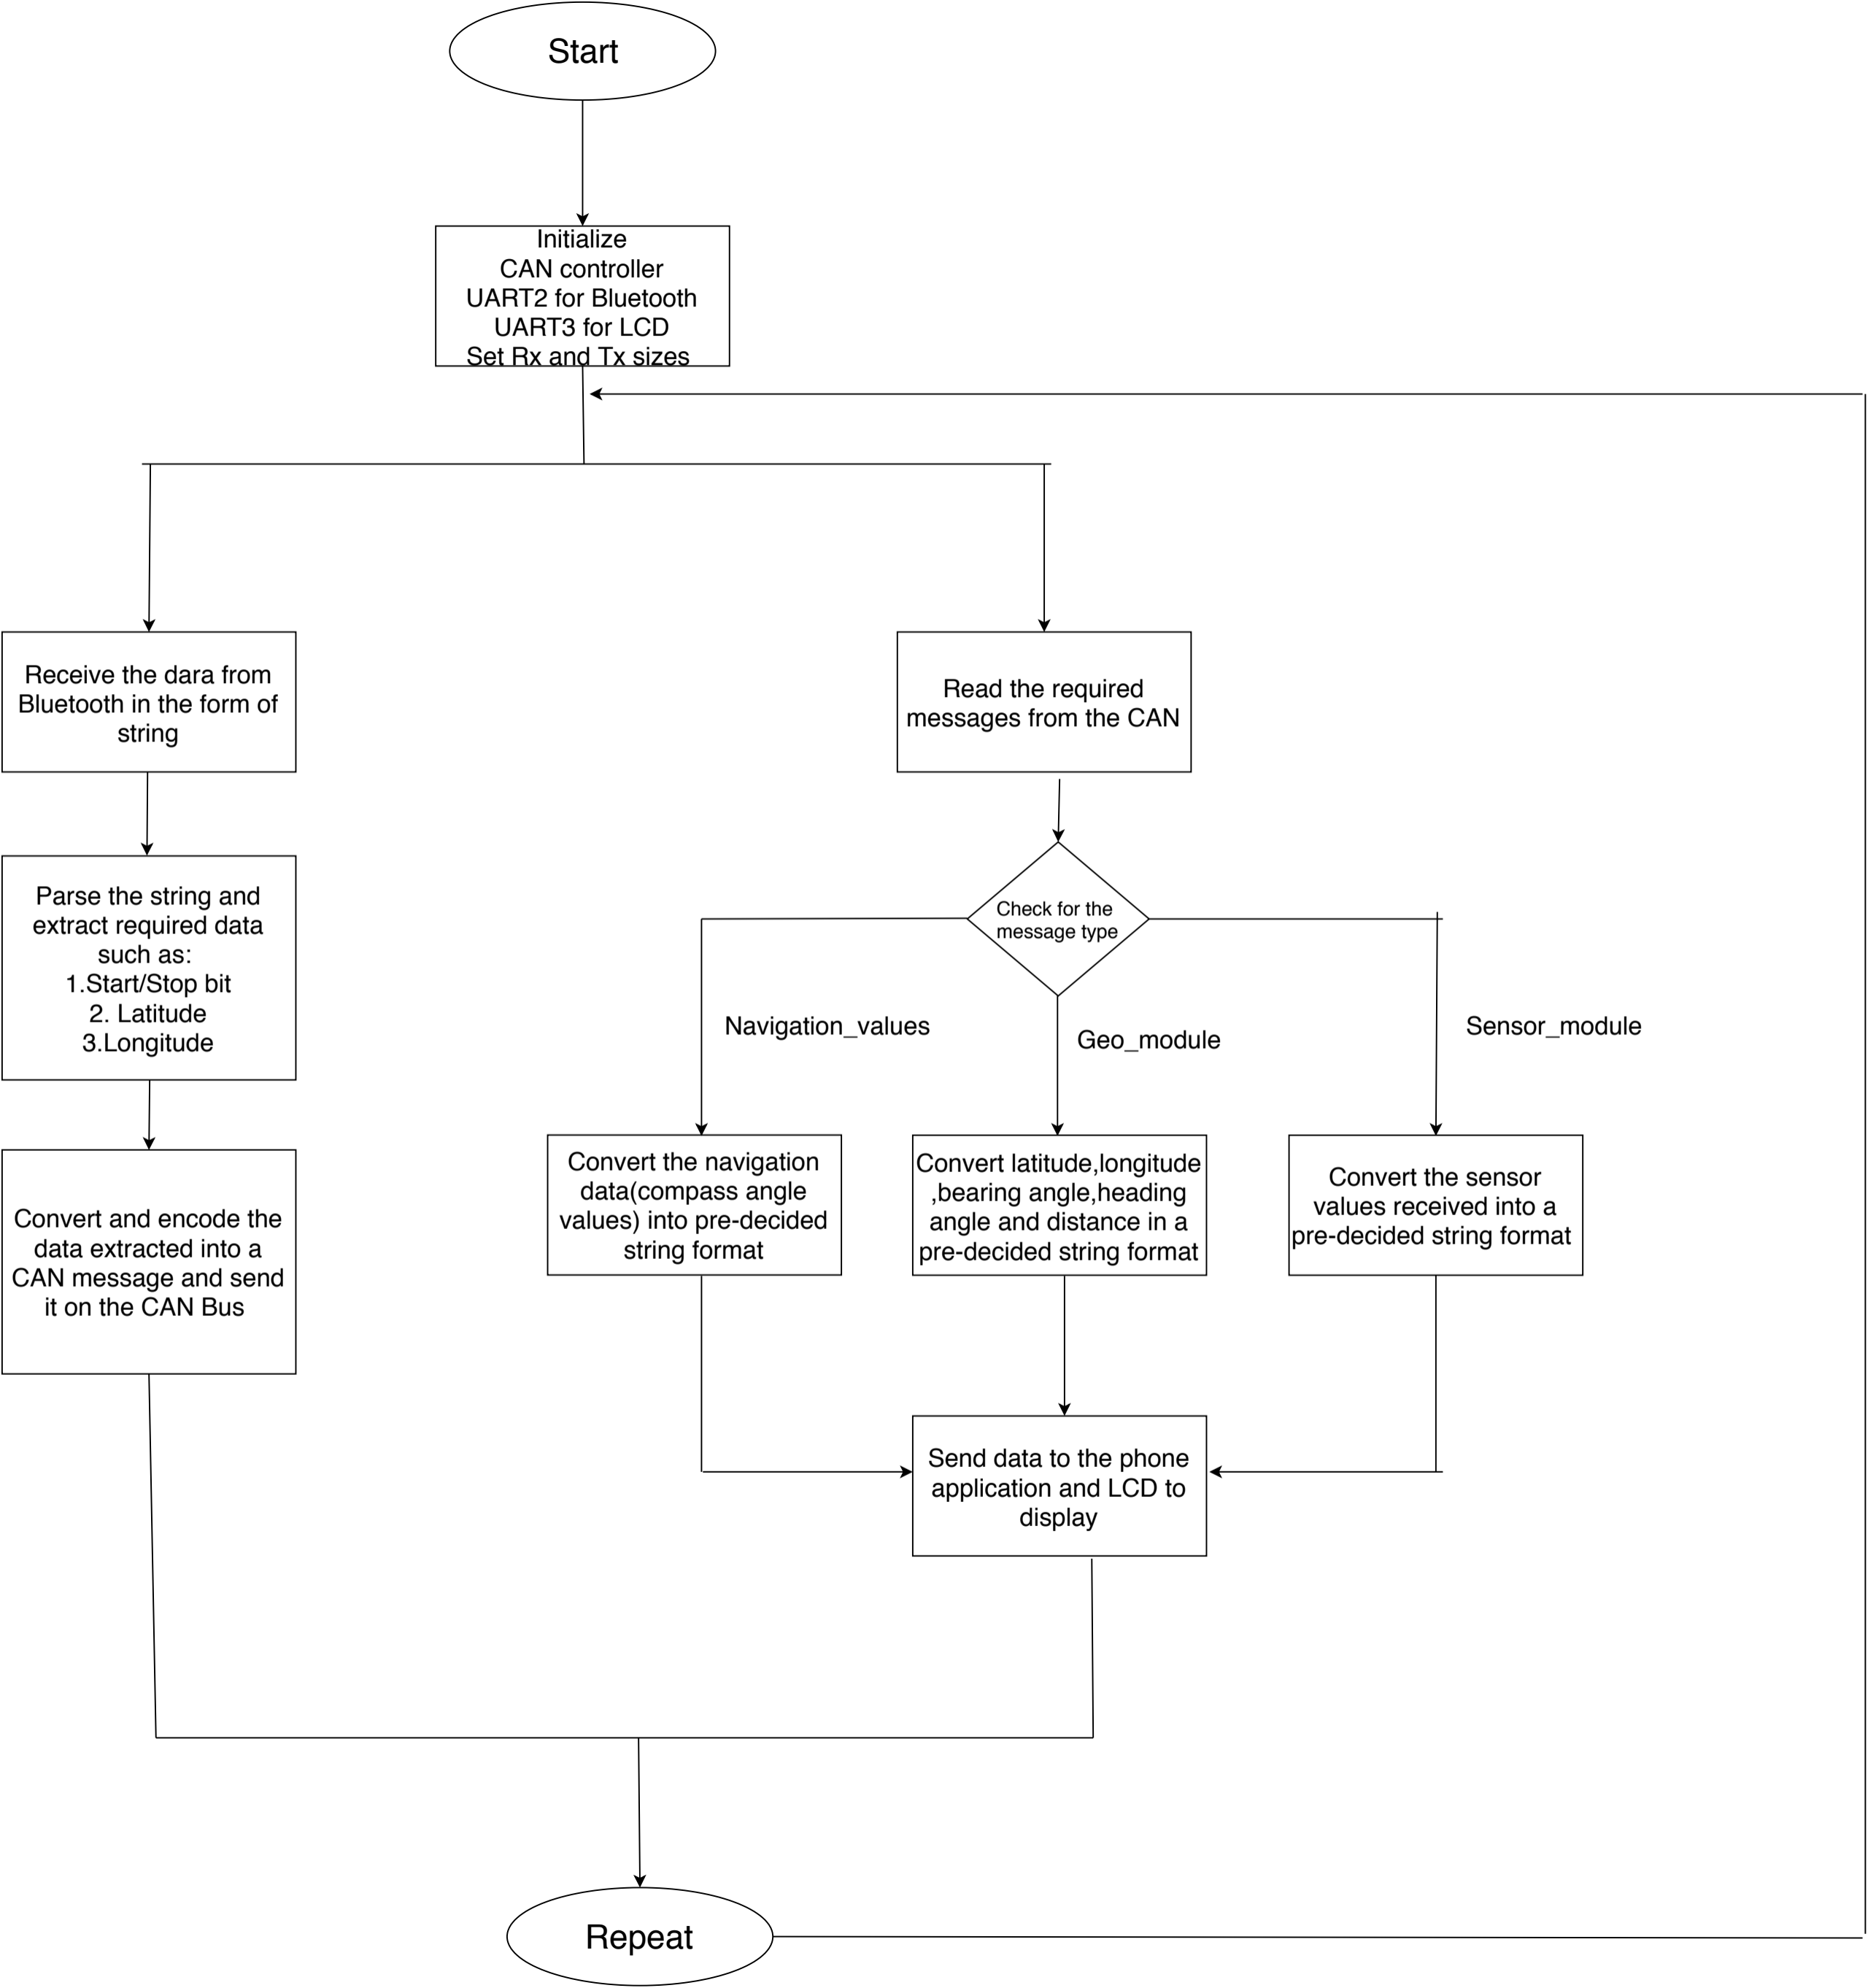 Start
Initialize
CAN controller
UART2 for Bluetooth
UART3 for LCD
Set Rx and Tx sizes
Receive the dara from
Bluetooth in the form of
string
Read the required
messages from the CAN
Parse the string and
extract required data
such as:
1.Start/Stop bit
2. Latitude
3.Longitude
Check for the
message type
Navigation_values
Geo_module
Sensor_module
Convert and encode the
data extracted into a
CAN message and send
it on the CAN Bus
Convert the navigation
data(compass angle
values) into pre-decided
string format
Convert latitude,longitude
,bearing angle,heading
angle and distance in a
pre-decided string format
Convert the sensor
values received into a
pre-decided string format
Send data to the phone
application and LCD to
display
Repeat